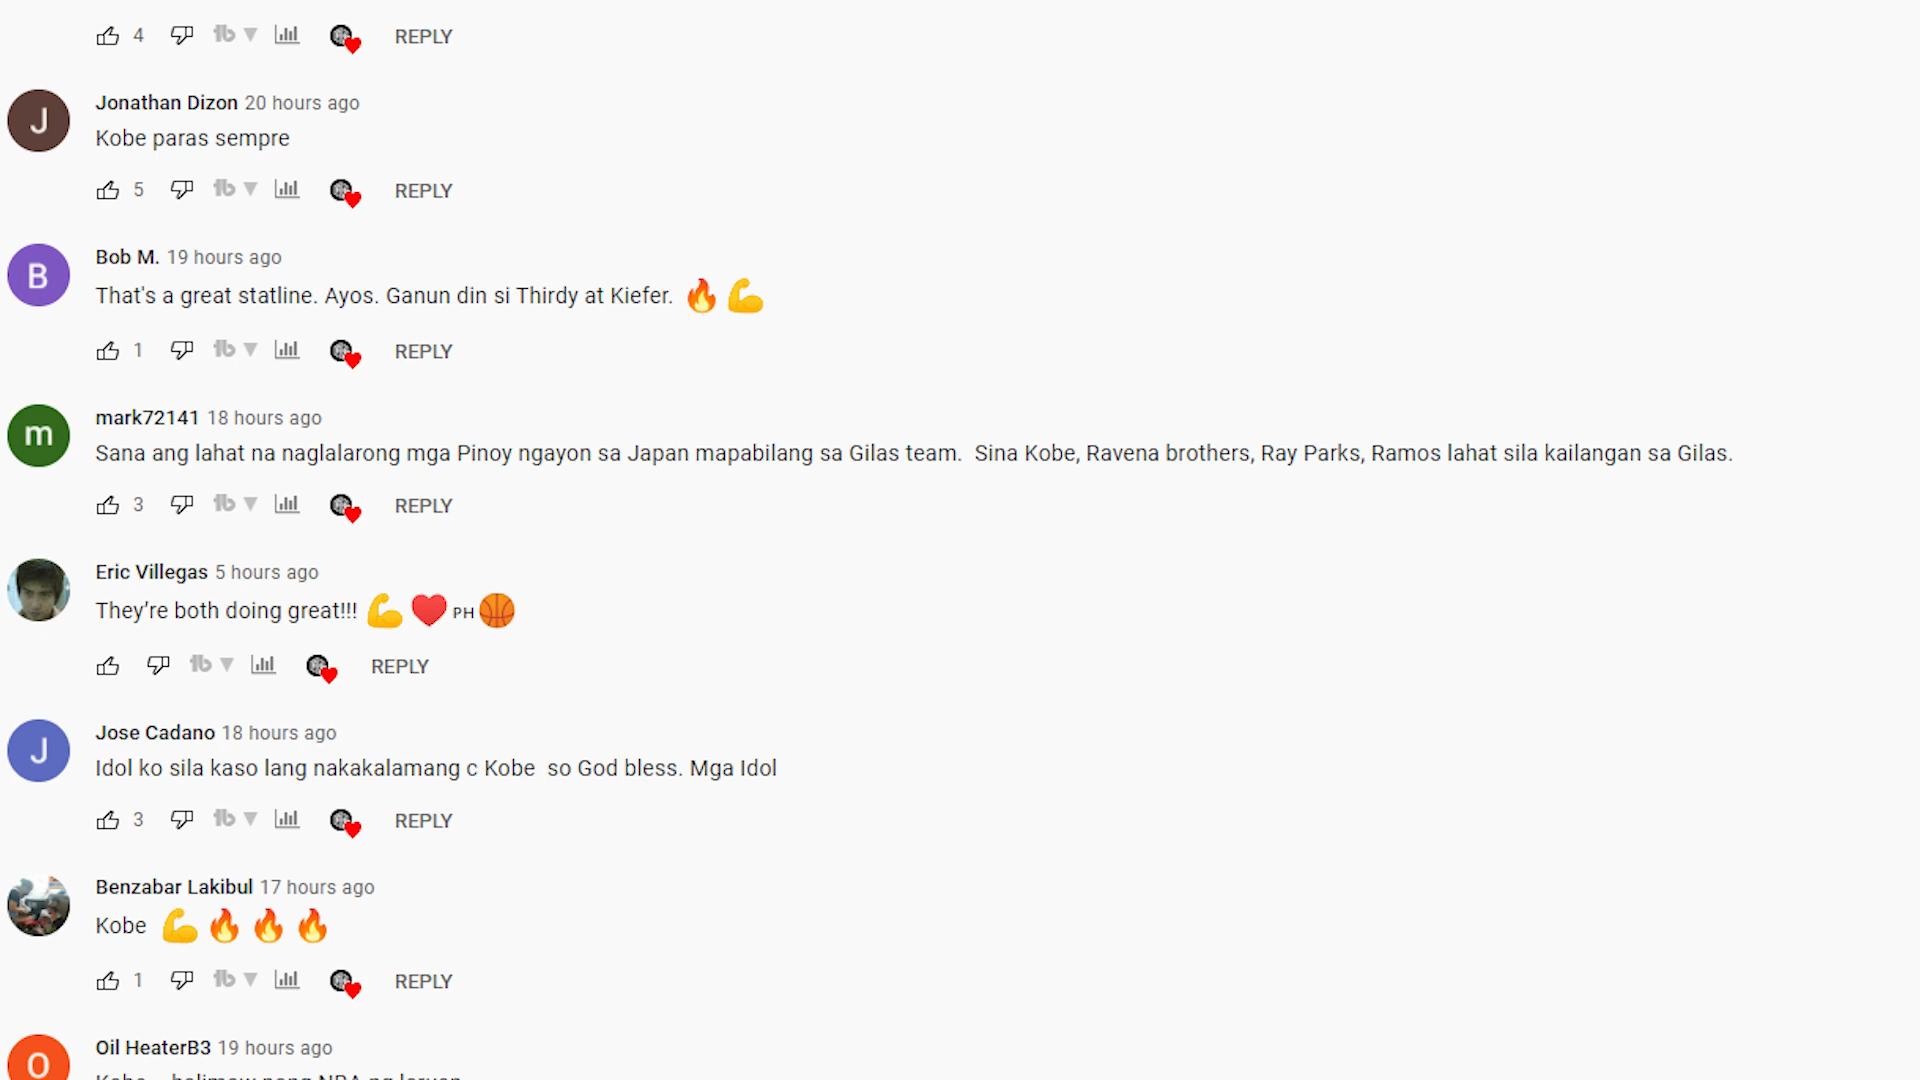 4 REPLY
J Jonathan Dizon 20 hours ago
Kobe paras sempre
5 REPLY
B Bob M. 19 hours ago
That's a great statline. Ayos. Ganun din si Thirdy at Kiefer. 🔥 💪
1 REPLY
m mark72141 18 hours ago
Sana ang lahat na naglalarong mga Pinoy ngayon sa Japan mapabilang sa Gilas team.  Sina Kobe, Ravena brothers, Ray Parks, Ramos lahat sila kailangan sa Gilas.
3 REPLY
Eric Villegas 5 hours ago
They’re both doing great!!! 💪❤️PH🏀
REPLY
J Jose Cadano 18 hours ago
Idol ko sila kaso lang nakakalamang c Kobe  so God bless. Mga Idol
3 REPLY
Benzabar Lakibul 17 hours ago
Kobe 💪🔥🔥🔥
1 REPLY
O Oil HeaterB3 19 hours ago